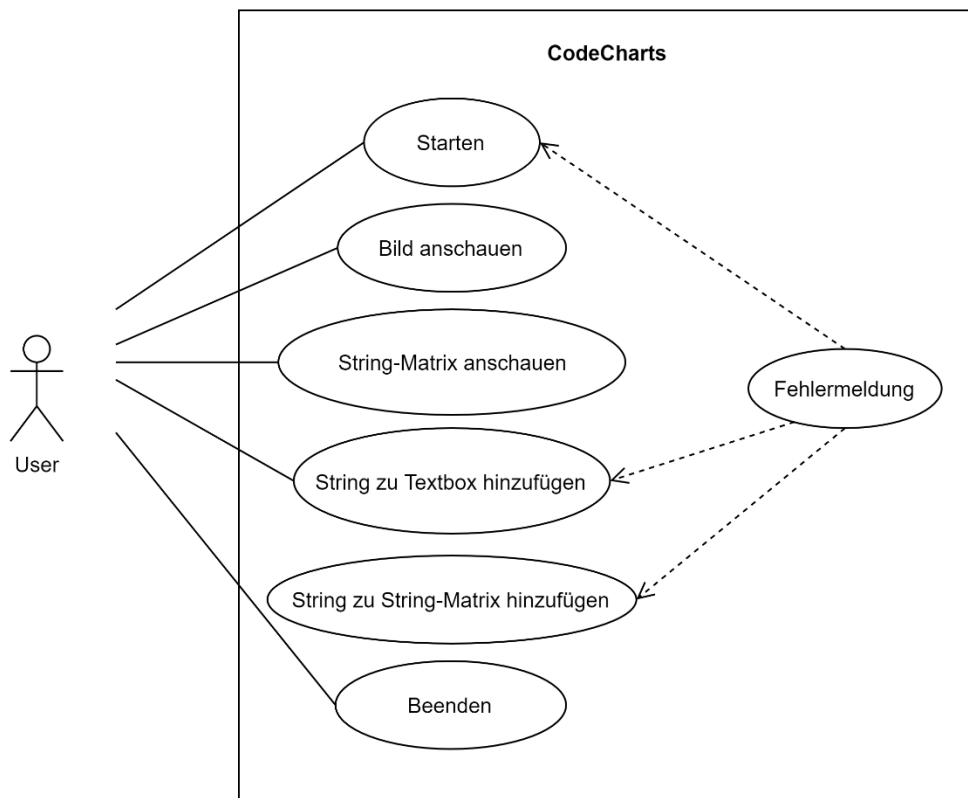 CodeCharts
Starten
Bild anschauen
String-Matrix anschauen
Fehlermeldung
User
String zu Textbox hinzufügen
String zu String-Matrix hinzufügen
Beenden